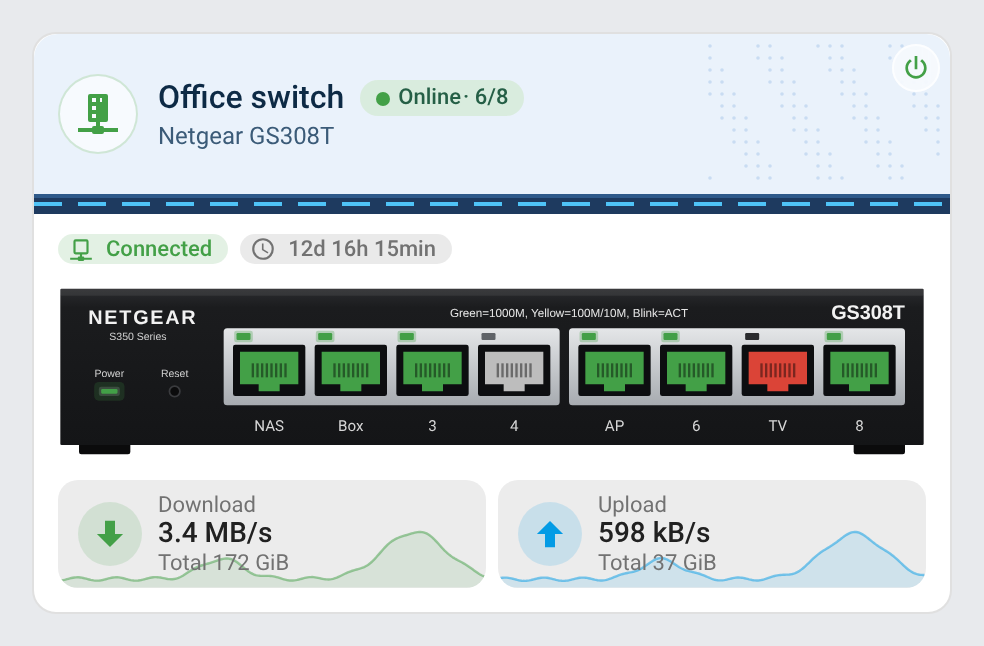 Office switch
Online· 6/8
Netgear GS308T
Connected
12d 16h 15min
NETGEAR
S350 Series
Green=1000M, Yellow=100M/10M, Blink=ACT
GS308T
Power
Reset
NAS
Box
3
4
AP
6
TV
8
Download
3.4 MB/s
Total 172 GiB
Upload
598 kB/s
Total 37 GiB